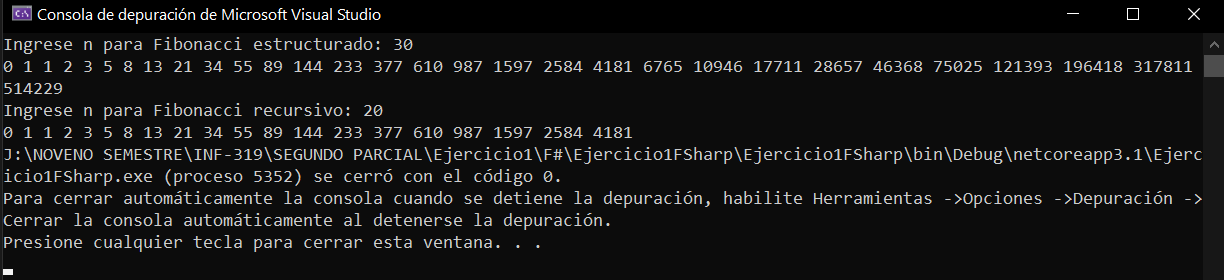 C:\ Consola de depuración de Microsoft Visual Studio
Ingrese n para Fibonacci estructurado: 30
0 1 1 2 3 5 8 13 21 34 55 89 144 233 377 610 987 1597 2584 4181 6765 10946 17711 28657 46368 75025 121393 196418 317811
514229
Ingrese n para Fibonacci recursivo: 20
0 1 1 2 3 5 8 13 21 34 55 89 144 233 377 610 987 1597 2584 4181
J:\NOVENO SEMESTRE\INF-319\SEGUNDO PARCIAL\Ejercicio1\F#\Ejercicio1FSharp\Ejercicio1FSharp\bin\Debug\netcoreapp3.1\Ejerc
icio1FSharp.exe (proceso 5352) se cerró con el código 0.
Para cerrar automáticamente la consola cuando se detiene la depuración, habilite Herramientas ->Opciones ->Depuración ->
Cerrar la consola automáticamente al detenerse la depuración.
Presione cualquier tecla para cerrar esta ventana. . .